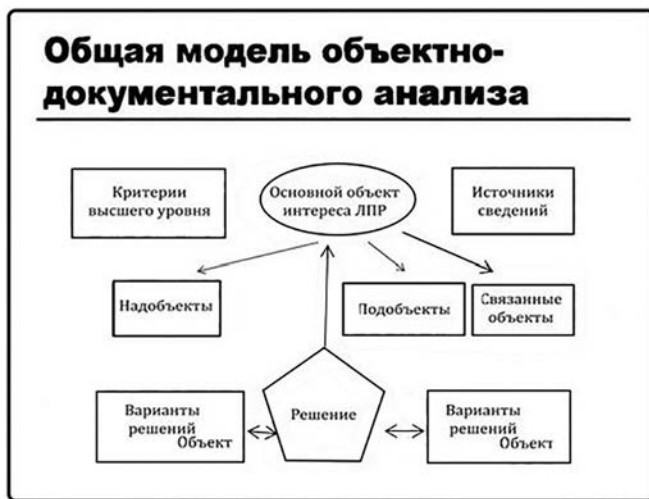 Общая модель объектно-
документального анализа
Критерии
высшего уровня
Основной объект
интереса ЛПР
Источники
сведений
Надобъекты
Подобъекты
Связанные
объекты
Варианты
решений
Объект
Решение
Варианты
решений
Объект